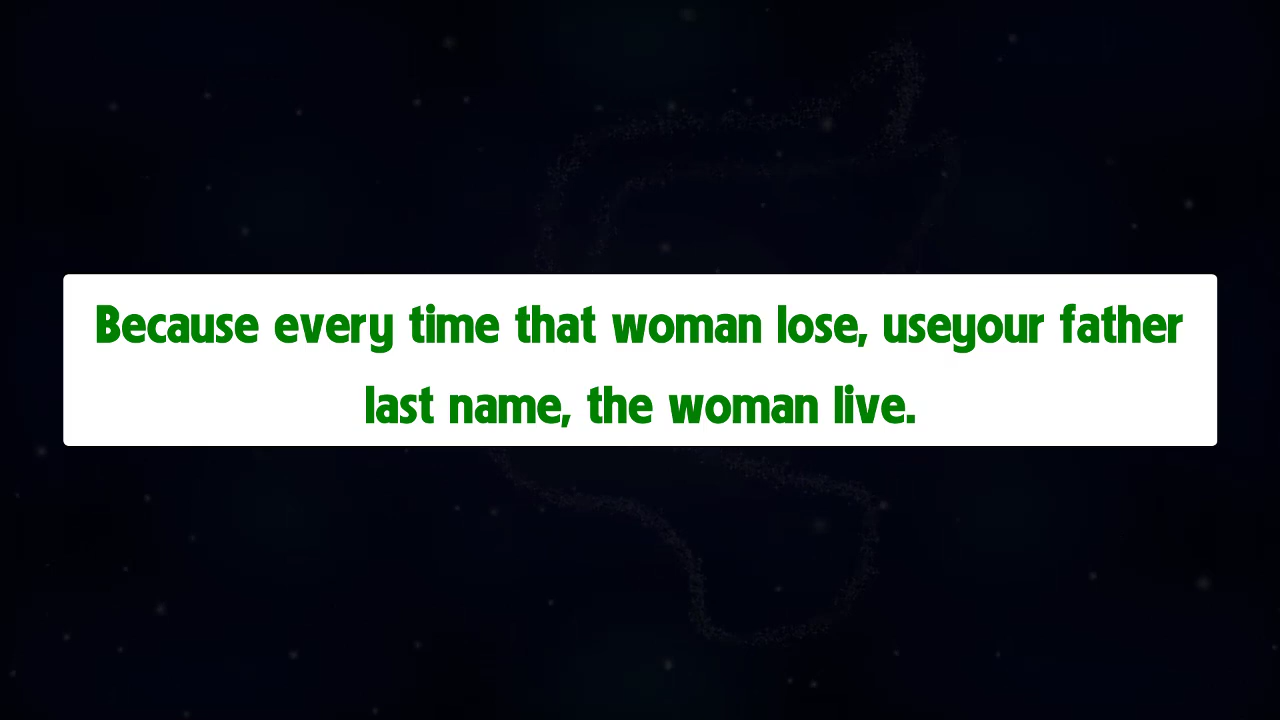 Because every time that woman lose, useyour father
last name, the woman live.